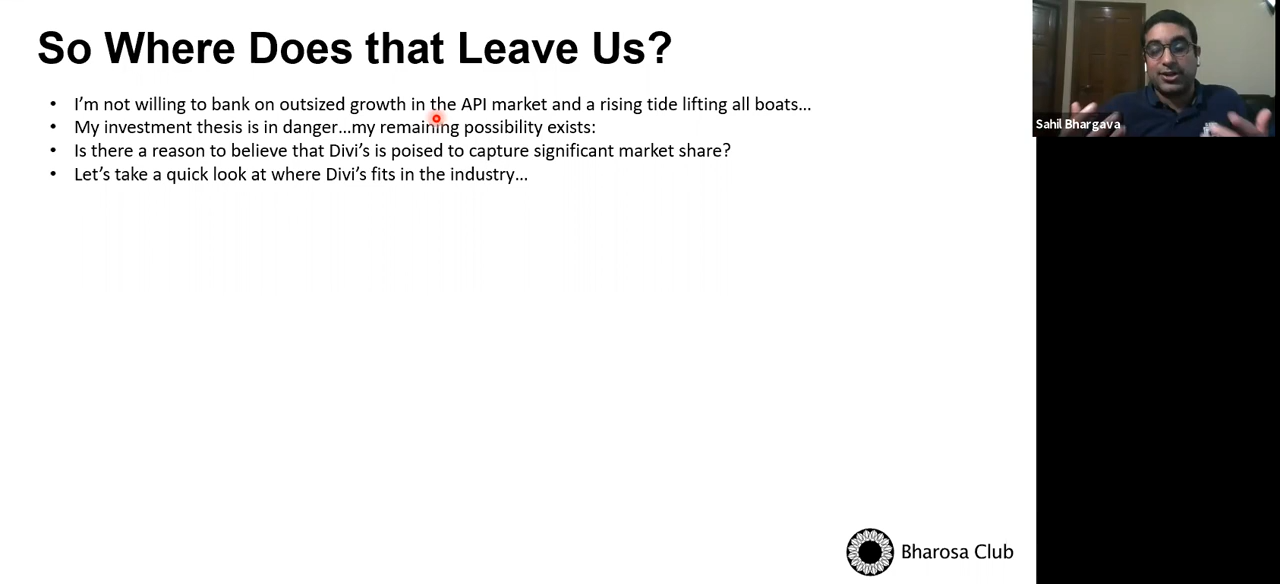 So Where Does that Leave Us?
• I'm not willing to bank on outsized growth in the API market and a rising tide lifting all boats...
• My investment thesis is in danger...my remaining possibility exists:
• Is there a reason to believe that Divi's is poised to capture significant market share?
• Let's take a quick look at where Divi's fits in the industry...
Sahil Bhargava
Bharosa Club